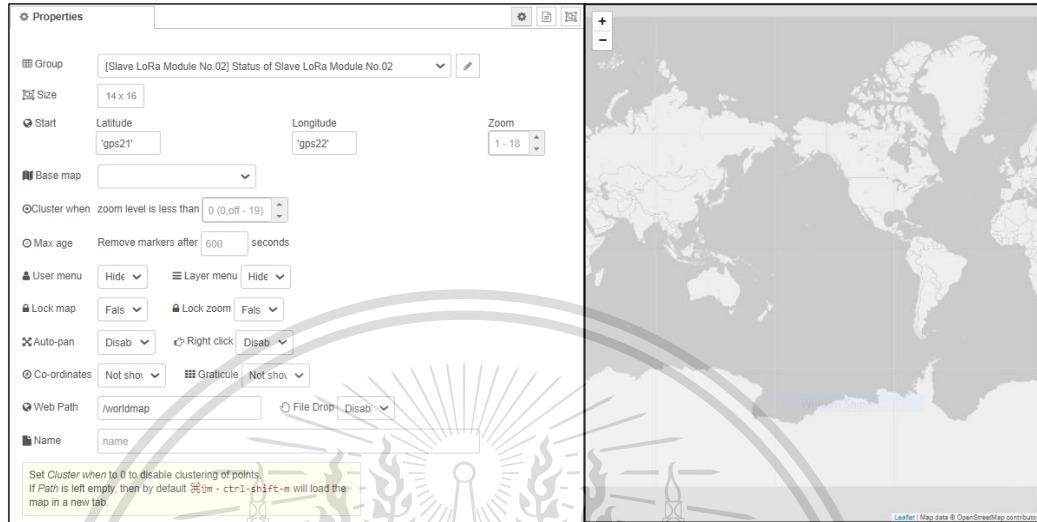 Properties
Group [Slave LoRa Module No.02] Status of Slave LoRa Module No.02
Size 14 x 16
Start Latitude Longitude Zoom
'gps21' 'gps22' 1 - 18
Base map
Cluster when zoom level is less than 0 (0,off - 19)
Max age Remove markers after 600 seconds
User menu Hide Layer menu Hide
Lock map Fals Lock zoom Fals
Auto-pan Disab Right click Disab
Co-ordinates Not shov Graticule Not shov
Web Path /worldmap File Drop Disab
Name name
Set Cluster when to 0 to disable clustering of points.
If Path is left empty, then by default ⌘⇧m - ctrl-shift-m will load the
map in a new tab.
+
−
Window Snip
Leaflet | Map data © OpenStreetMap contributo